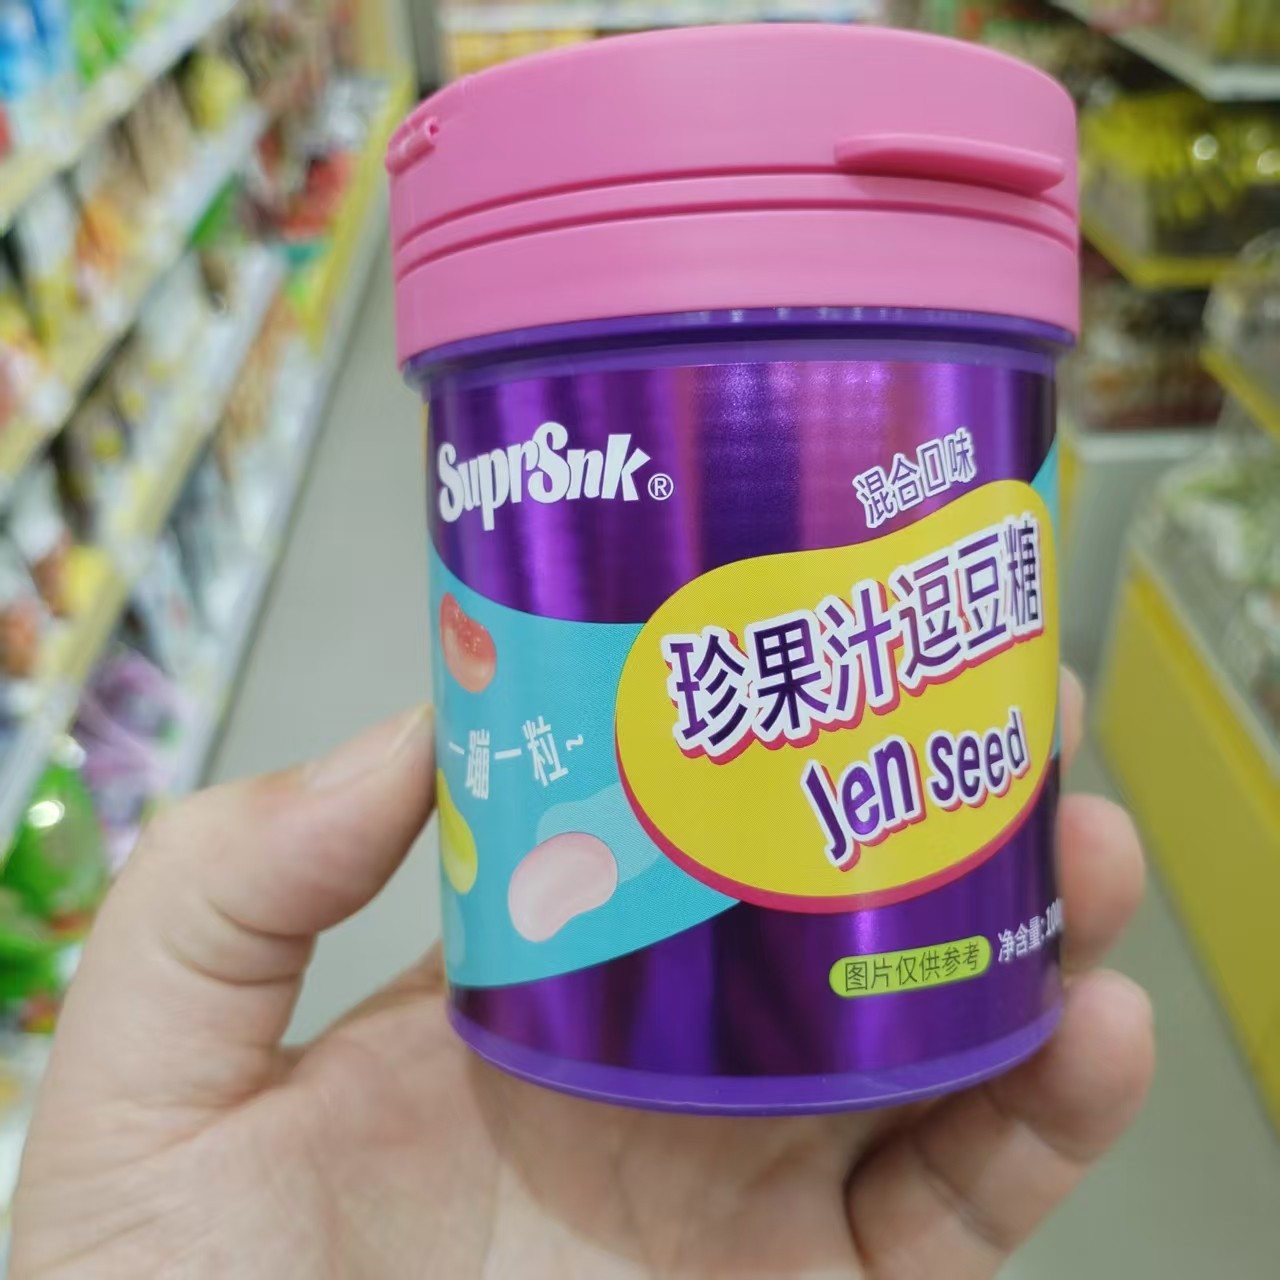 SuprSnk®
混合口味
珍果汁逗豆糖
Jen seed
一蹦一粒~
图片仅供参考
净含量:100